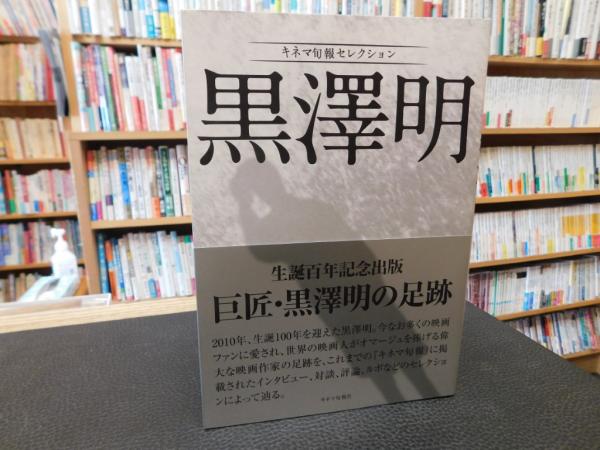 キネマ旬報セレクション
黒澤明
生誕百年記念出版
巨匠・黒澤明の足跡
2010年、生誕100年を迎えた黒澤明。今なお多くの映画
ファンに愛され、世界の映画人がオマージュを捧げる偉
大な映画作家の足跡を、これまでの『キネマ旬報』に掲
載されたインタビュー、対談、評論、ルポなどのセレクショ
ンによって辿る。
キネマ旬報社